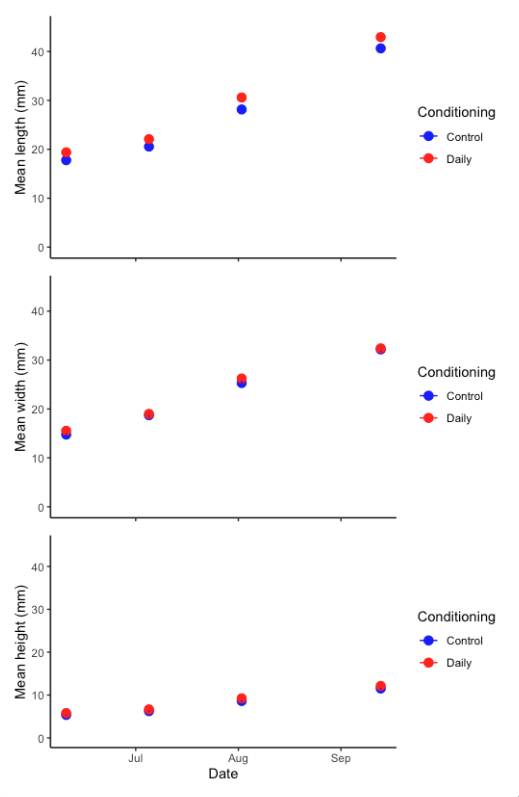 Mean length (mm)
40
30
20
10
0
Conditioning
Control
Daily
Mean width (mm)
40
30
20
10
0
Conditioning
Control
Daily
Mean height (mm)
40
30
20
10
0
Conditioning
Control
Daily
Jul Aug Sep
Date